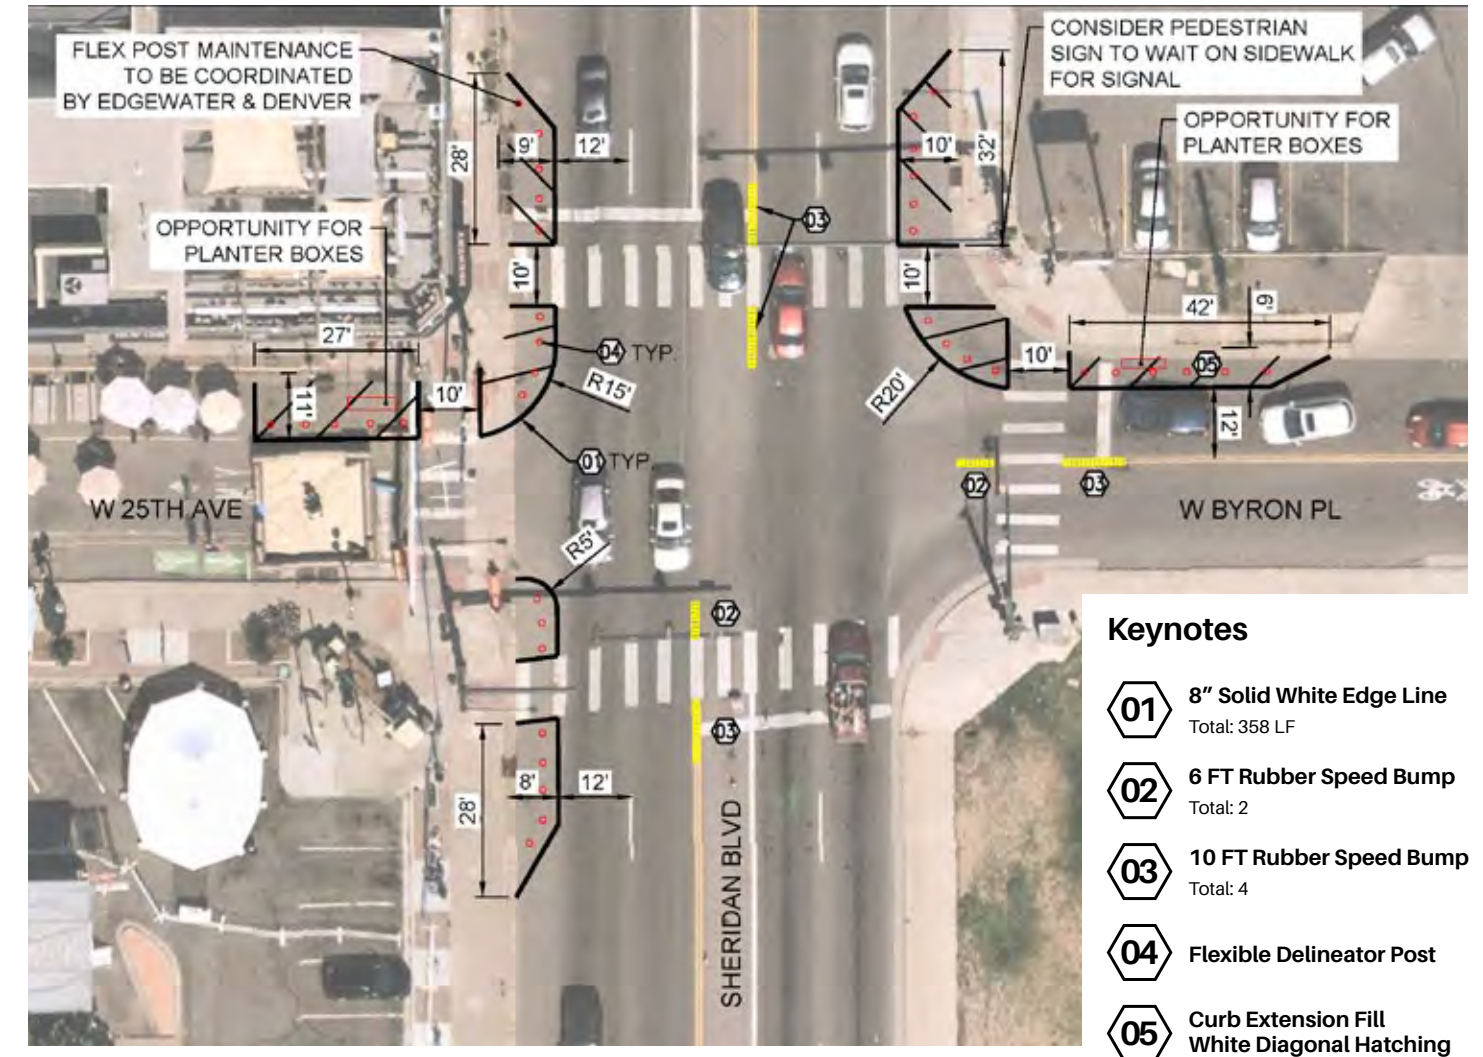 FLEX POST MAINTENANCE
TO BE COORDINATED
BY EDGEWATER & DENVER
CONSIDER PEDESTRIAN
SIGN TO WAIT ON SIDEWALK
FOR SIGNAL
OPPORTUNITY FOR
PLANTER BOXES
28'
9'
12'
10'
32'
03
OPPORTUNITY FOR
PLANTER BOXES
10'
10'
27'
11'
10'
04 TYP.
R15'
01 TYP.
R20'
10'
42'
6'
05
12'
02
03
W 25TH AVE
W BYRON PL
R5'
02
03
28'
8'
12'
SHERIDAN BLVD
Keynotes
01
8” Solid White Edge Line
Total: 358 LF
02
6 FT Rubber Speed Bump
Total: 2
03
10 FT Rubber Speed Bump
Total: 4
04
Flexible Delineator Post
05
Curb Extension Fill
White Diagonal Hatching